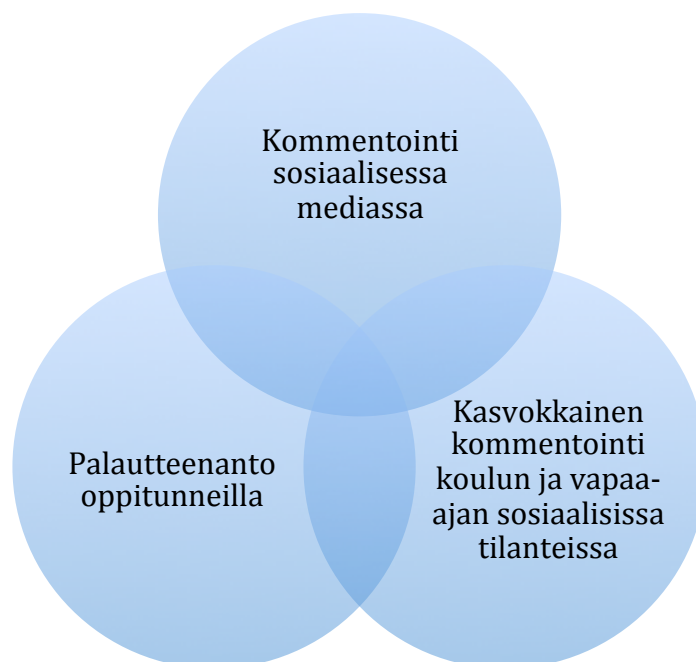 Kommentointi
sosiaalisessa
mediassa
Palautteenanto
oppitunneilla
Kasvokkainen
kommentointi
koulun ja vapaa-
ajan sosiaalisissa
tilanteissa